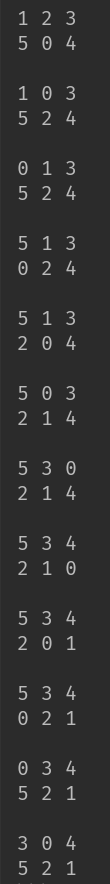 1 2 3
5 0 4

1 0 3
5 2 4

0 1 3
5 2 4

5 1 3
0 2 4

5 1 3
2 0 4

5 0 3
2 1 4

5 3 0
2 1 4

5 3 4
2 1 0

5 3 4
2 0 1

5 3 4
0 2 1

0 3 4
5 2 1

3 0 4
5 2 1